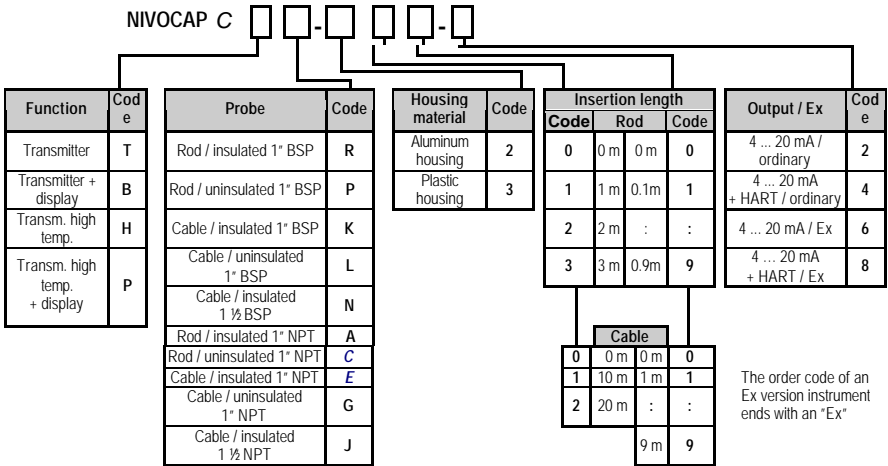 NIVOCAP C - -
Function Code
Transmitter T
Transmitter + display B
Transm. high temp. H
Transm. high temp. + display P
Probe Code
Rod / insulated 1" BSP R
Rod / uninsulated 1" BSP P
Cable / insulated 1" BSP K
Cable / uninsulated 1" BSP L
Cable / insulated 1 ½ BSP N
Rod / insulated 1" NPT A
Rod / uninsulated 1" NPT C
Cable / insulated 1" NPT E
Cable / uninsulated 1" NPT G
Cable / insulated 1 ½ NPT J
Housing material Code
Aluminum housing 2
Plastic housing 3
Insertion length
Code Rod Code
0 0 m 0 m 0
1 1 m 0.1m 1
2 2 m : :
3 3 m 0.9m 9
Cable
0 0 m 0 m 0
1 10 m 1 m 1
2 20 m : :
9 m 9
Output / Ex Code
4 ... 20 mA / ordinary 2
4 ... 20 mA + HART / ordinary 4
4 ... 20 mA / Ex 6
4 ... 20 mA + HART / Ex 8
The order code of an
Ex version instrument
ends with an "Ex"